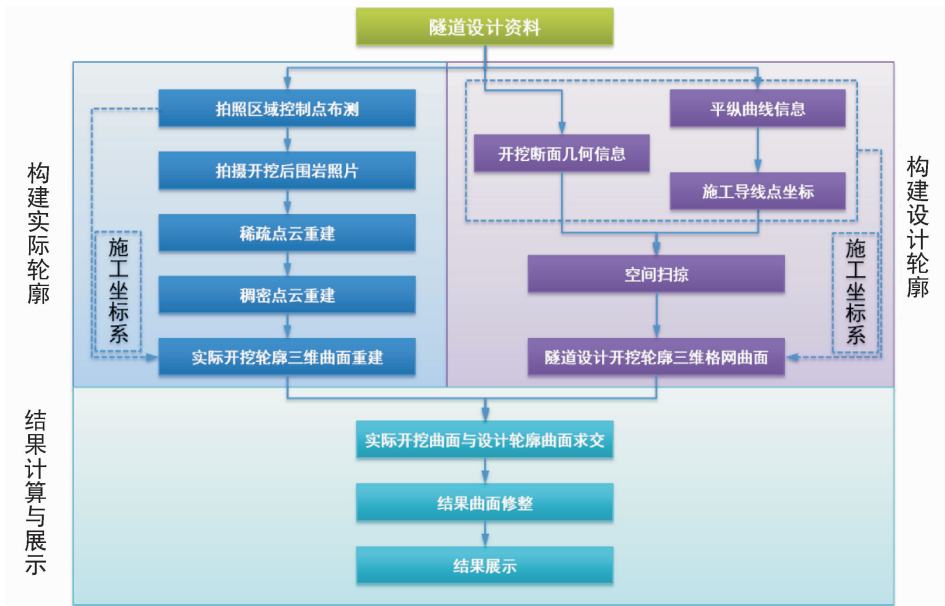 隧道设计资料
构建实际轮廓
拍照区域控制点布测
拍摄开挖后围岩照片
稀疏点云重建
稠密点云重建
实际开挖轮廓三维曲面重建
施工坐标系
开挖断面几何信息
平纵曲线信息
施工导线点坐标
空间扫掠
隧道设计开挖轮廓三维格网曲面
施工坐标系
构建设计轮廓
结果计算与展示
实际开挖曲面与设计轮廓曲面求交
结果曲面修整
结果展示